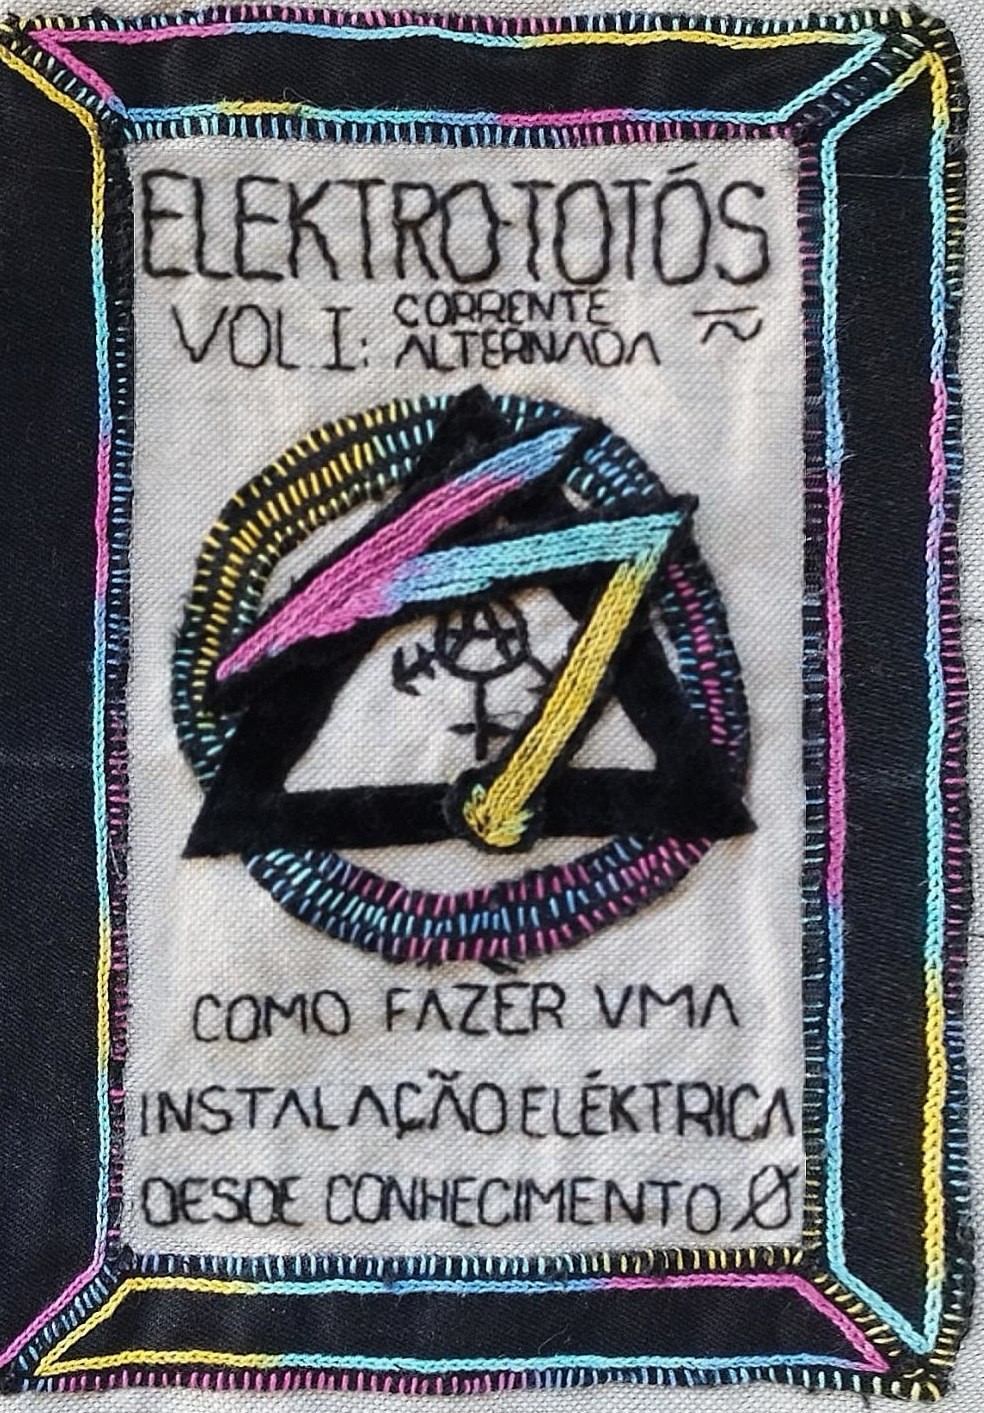 ELEKTRO-TOTÓS
VOL I: CORRENTE
ALTERNADA
COMO FAZER VMA
INSTALAÇÃO ELÉKTRICA
DESDE CONHECIMENTO Ø